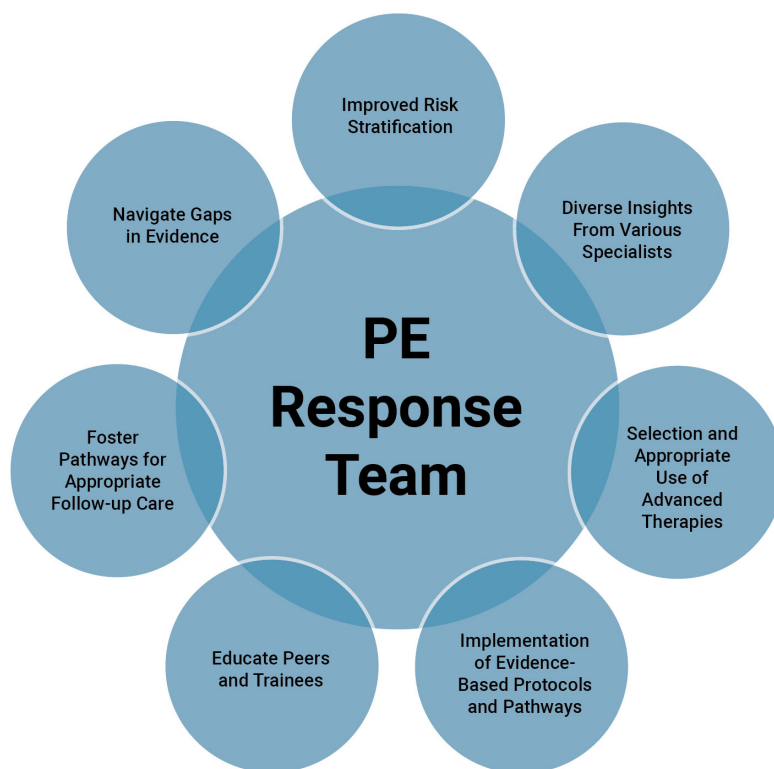 Improved Risk
Stratification
Diverse Insights
From Various
Specialists
Selection and
Appropriate
Use of
Advanced
Therapies
Implementation
of Evidence-
Based Protocols
and Pathways
Educate Peers
and Trainees
Foster
Pathways for
Appropriate
Follow-up Care
Navigate Gaps
in Evidence
PE
Response
Team